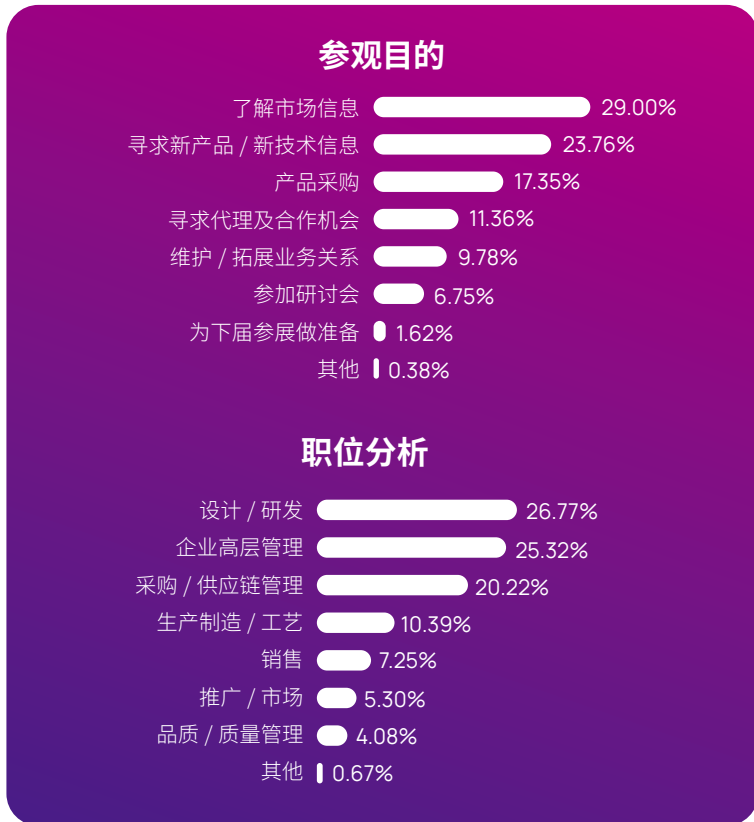 参观目的
了解市场信息 29.00%
寻求新产品 / 新技术信息 23.76%
产品采购 17.35%
寻求代理及合作机会 11.36%
维护 / 拓展业务关系 9.78%
参加研讨会 6.75%
为下届参展做准备 1.62%
其他 0.38%
职位分析
设计 / 研发 26.77%
企业高层管理 25.32%
采购 / 供应链管理 20.22%
生产制造 / 工艺 10.39%
销售 7.25%
推广 / 市场 5.30%
品质 / 质量管理 4.08%
其他 0.67%